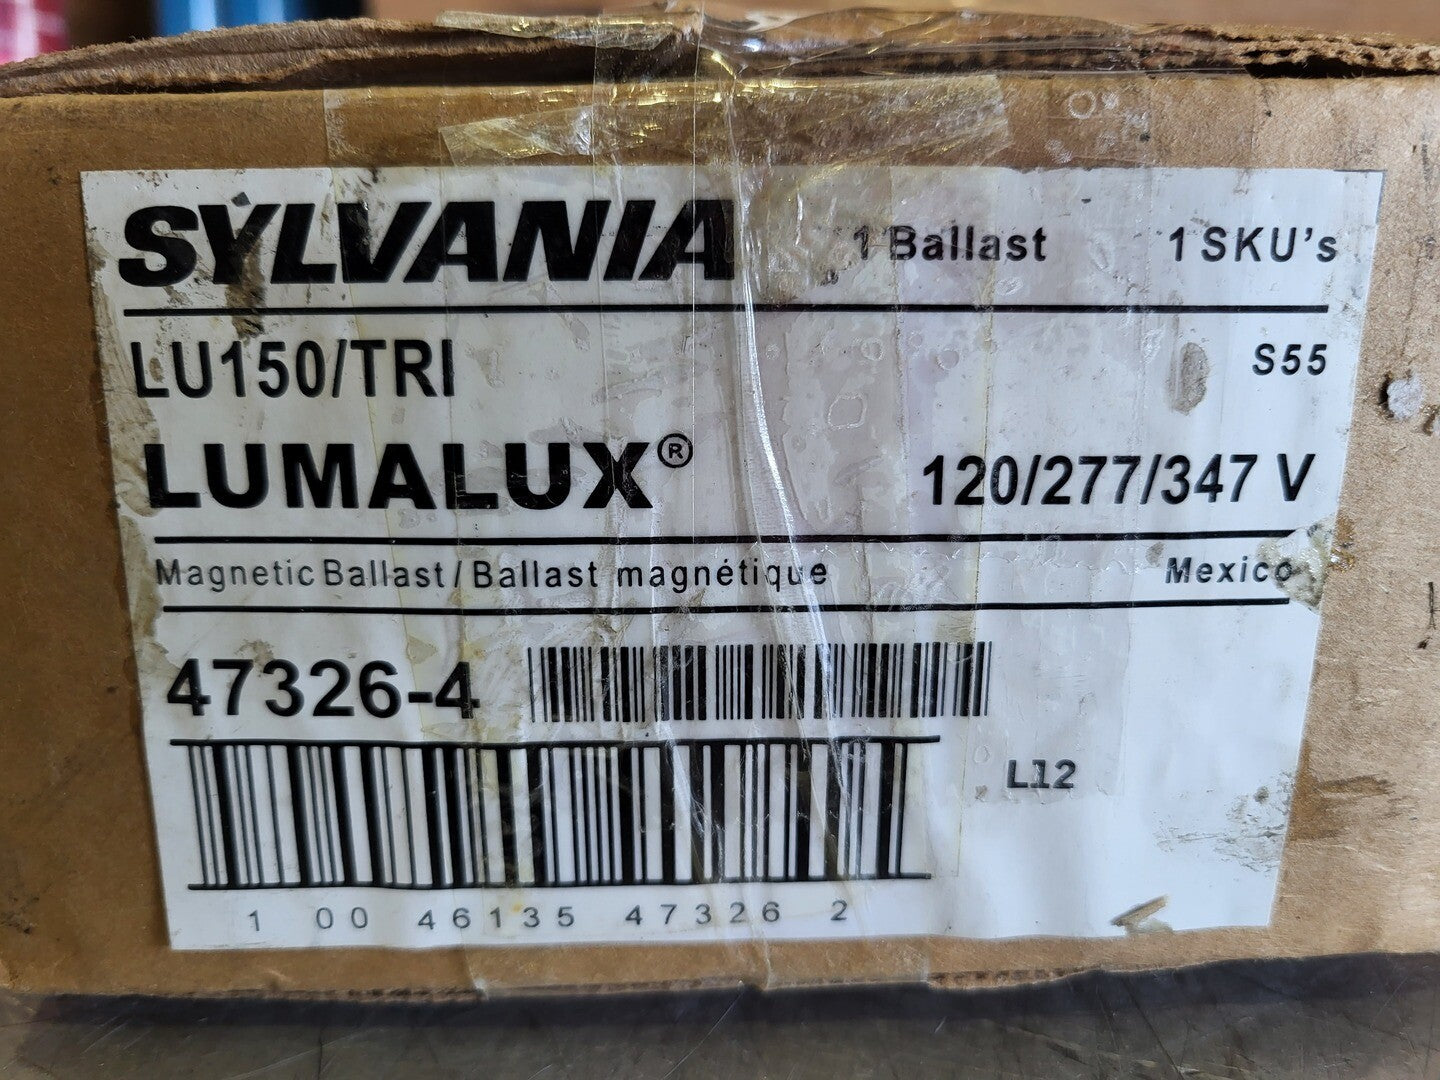 SYLVANIA 1 Ballast 1 SKU's
LU150/TRI S55
LUMALUX® 120/277/347 V
Magnetic Ballast / Ballast magnétique Mexico
47326-4
L12
1 00 46135 47326 2